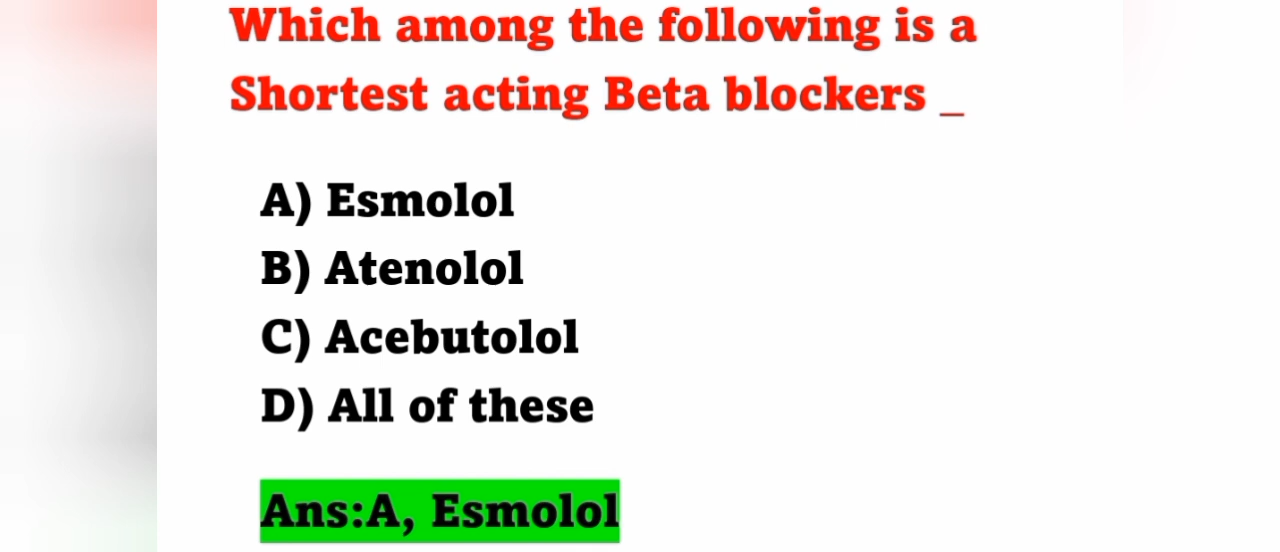 Which among the following is a
Shortest acting Beta blockers _
A) Esmolol
B) Atenolol
C) Acebutolol
D) All of these
Ans:A, Esmolol